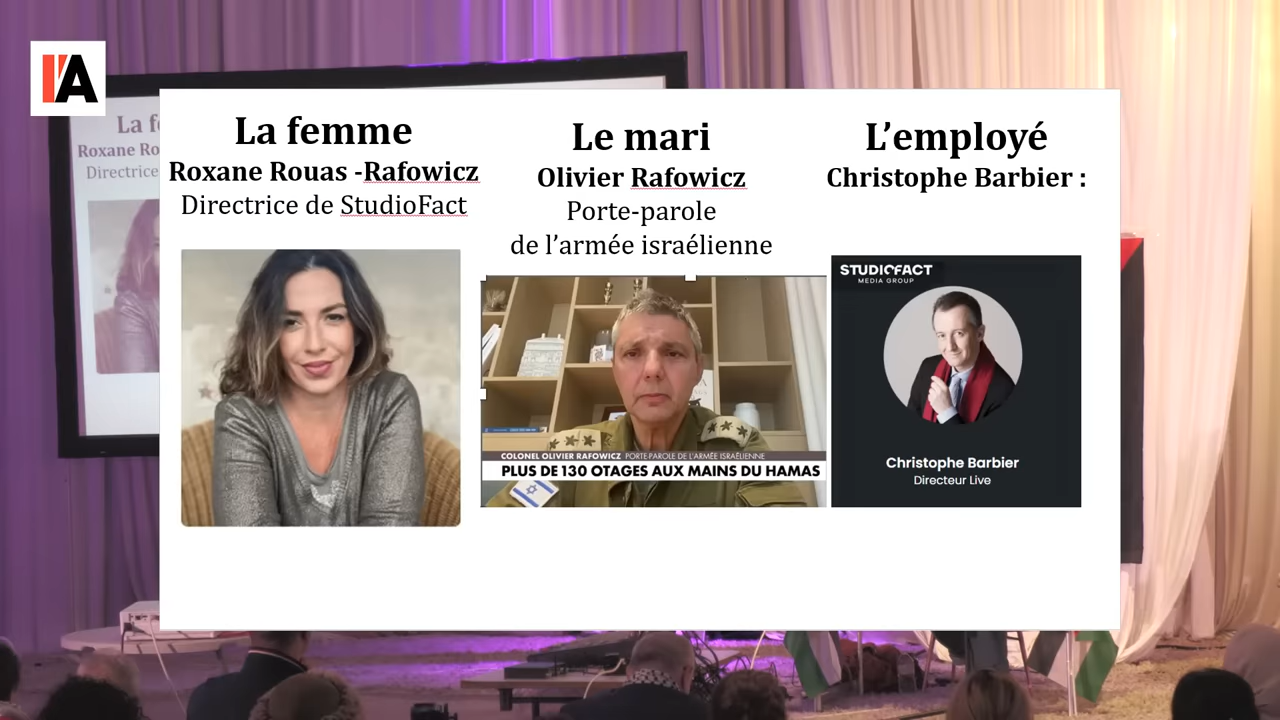 l'A
La f
Roxane Ro
Directrice
La femme
Roxane Rouas -Rafowicz
Directrice de StudioFact
Le mari
Olivier Rafowicz
Porte-parole
de l’armée israélienne
COLONEL OLIVIER RAFOWICZ PORTE-PAROLE DE L'ARMÉE ISRAÉLIENNE
PLUS DE 130 OTAGES AUX MAINS DU HAMAS
L’employé
Christophe Barbier :
STUDIOFACT
MEDIA GROUP
Christophe Barbier
Directeur Live